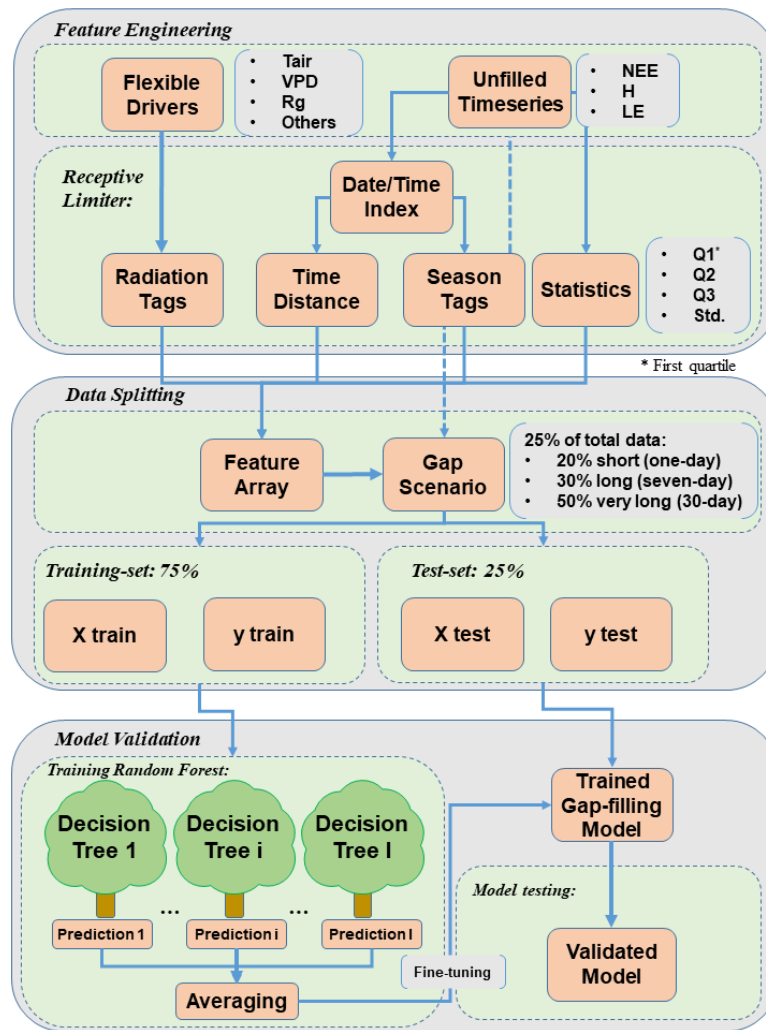 Feature Engineering
Flexible
Drivers
• Tair
• VPD
• Rg
• Others
Unfilled
Timeseries
• NEE
• H
• LE
Receptive
Limiter:
Date/Time
Index
Radiation
Tags
Time
Distance
Season
Tags
Statistics
• Q1*
• Q2
• Q3
• Std.
* First quartile
Data Splitting
Feature
Array
Gap
Scenario
25% of total data:
• 20% short (one-day)
• 30% long (seven-day)
• 50% very long (30-day)
Training-set: 75%
X train
y train
Test-set: 25%
X test
y test
Model Validation
Training Random Forest:
Decision
Tree 1
Decision
Tree i
Decision
Tree I
...
...
Prediction 1
Prediction i
Prediction I
Averaging
Fine-tuning
Trained
Gap-filling
Model
Model testing:
Validated
Model